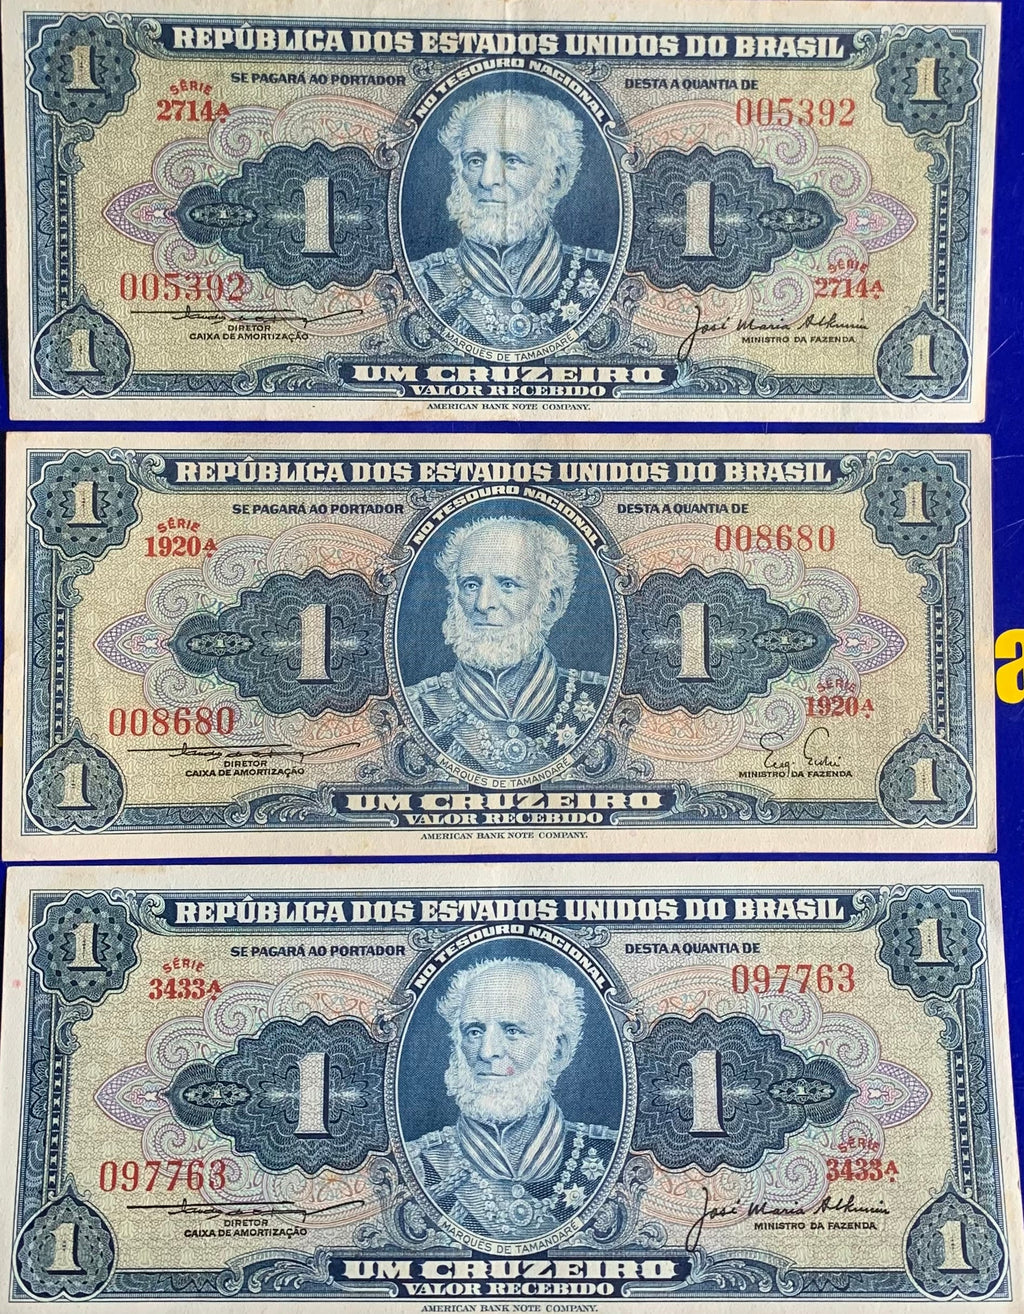 1 REPÚBLICA DOS ESTADOS UNIDOS DO BRASIL 1
SE PAGARÁ AO PORTADOR NO TESOURO NACIONAL DESTA A QUANTIA DE
SÉRIE
2714A 005392
1 1 1 1
005392 SÉRIE
2714A
José Maria Alkmim
DIRETOR
CAIXA DE AMORTIZAÇÃO MINISTRO DA FAZENDA
MARQUÊS DE TAMANDARÉ
1 UM CRUZEIRO 1
VALOR RECEBIDO
AMERICAN BANK NOTE COMPANY.
1 REPÚBLICA DOS ESTADOS UNIDOS DO BRASIL 1
SE PAGARÁ AO PORTADOR NO TESOURO NACIONAL DESTA A QUANTIA DE
SÉRIE
1920A 008680
1 1 1 1
008680 SÉRIE
1920A
DIRETOR
CAIXA DE AMORTIZAÇÃO MINISTRO DA FAZENDA
MARQUÊS DE TAMANDARÉ
1 UM CRUZEIRO 1
VALOR RECEBIDO
AMERICAN BANK NOTE COMPANY.
a
1 REPÚBLICA DOS ESTADOS UNIDOS DO BRASIL 1
SE PAGARÁ AO PORTADOR NO TESOURO NACIONAL DESTA A QUANTIA DE
SÉRIE
3433A 097763
1 1 1 1
097763 SÉRIE
3433A
José Maria Alkmim
DIRETOR
CAIXA DE AMORTIZAÇÃO MINISTRO DA FAZENDA
MARQUÊS DE TAMANDARÉ
1 UM CRUZEIRO 1
VALOR RECEBIDO
AMERICAN BANK NOTE COMPANY.